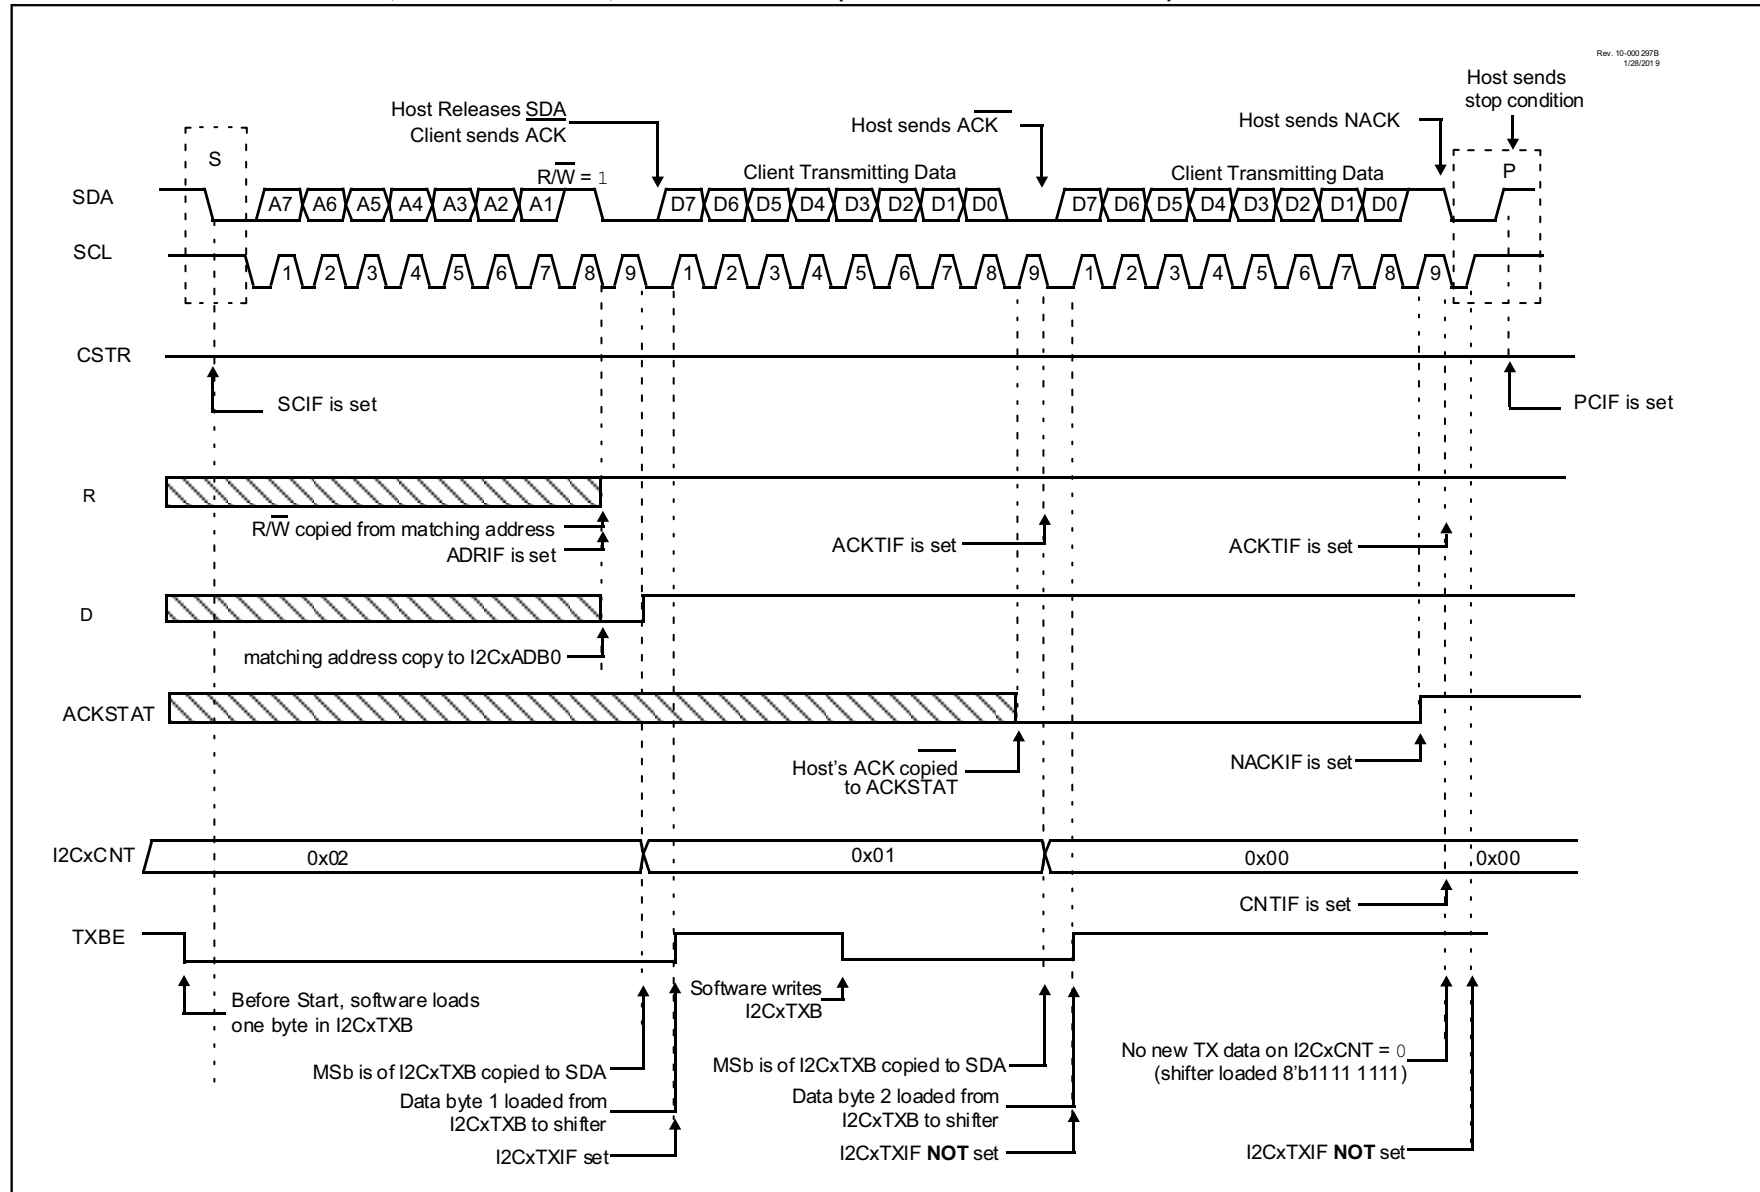 Rev. 10-000 297B
1/28/201 9
Host sends
stop condition
Host Releases SDA
Client sends ACK
Host sends ACK
Host sends NACK
S
R/W = 1
Client Transmitting Data
Client Transmitting Data
P
SDA
A7 A6 A5 A4 A3 A2 A1
D7 D6 D5 D4 D3 D2 D1 D0
D7 D6 D5 D4 D3 D2 D1 D0
SCL
1 2 3 4 5 6 7 8 9
1 2 3 4 5 6 7 8 9
1 2 3 4 5 6 7 8 9
CSTR
SCIF is set
PCIF is set
R
R/W copied from matching address
ADRIF is set
ACKTIF is set
ACKTIF is set
D
matching address copy to I2CxADB0
ACKSTAT
Host's ACK copied
to ACKSTAT
NACKIF is set
I2CxCNT
0x02
0x01
0x00
0x00
CNTIF is set
TXBE
Before Start, software loads
one byte in I2CxTXB
Software writes
I2CxTXB
MSb is of I2CxTXB copied to SDA
Data byte 1 loaded from
I2CxTXB to shifter
I2CxTXIF set
MSb is of I2CxTXB copied to SDA
Data byte 2 loaded from
I2CxTXB to shifter
I2CxTXIF NOT set
No new TX data on I2CxCNT = 0
(shifter loaded 8'b1111 1111)
I2CxTXIF NOT set